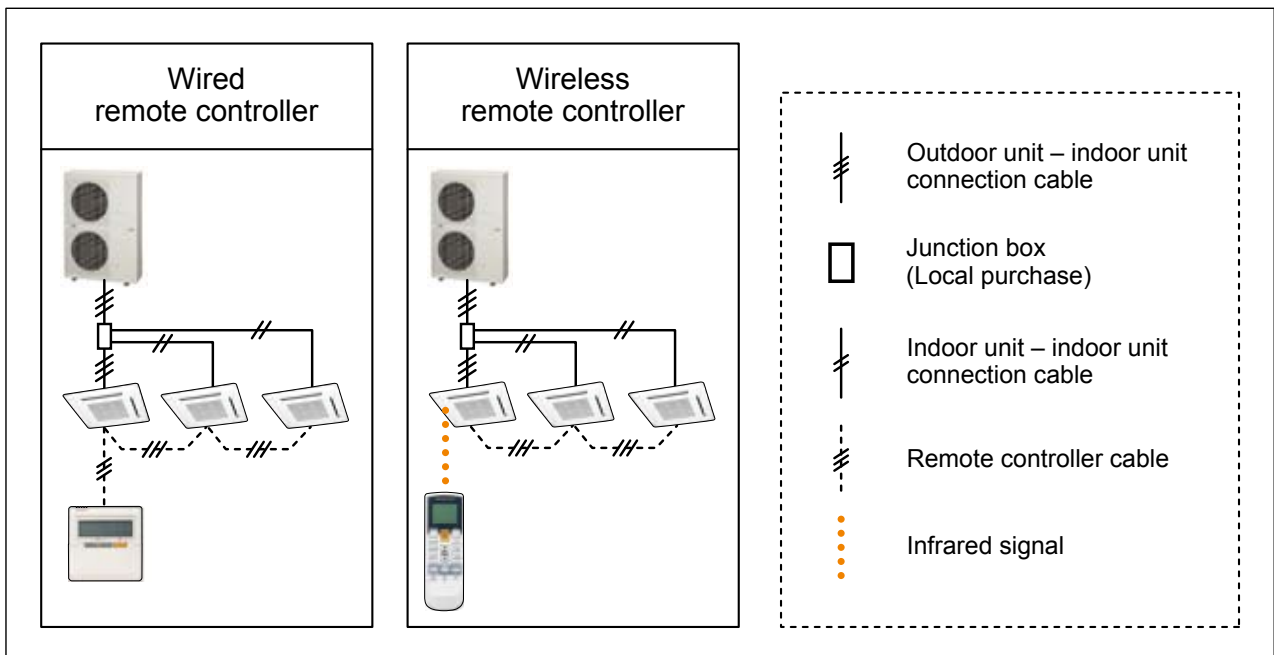 Wired
remote controller
Wireless
remote controller
Outdoor unit – indoor unit
connection cable
Junction box
(Local purchase)
Indoor unit – indoor unit
connection cable
Remote controller cable
Infrared signal